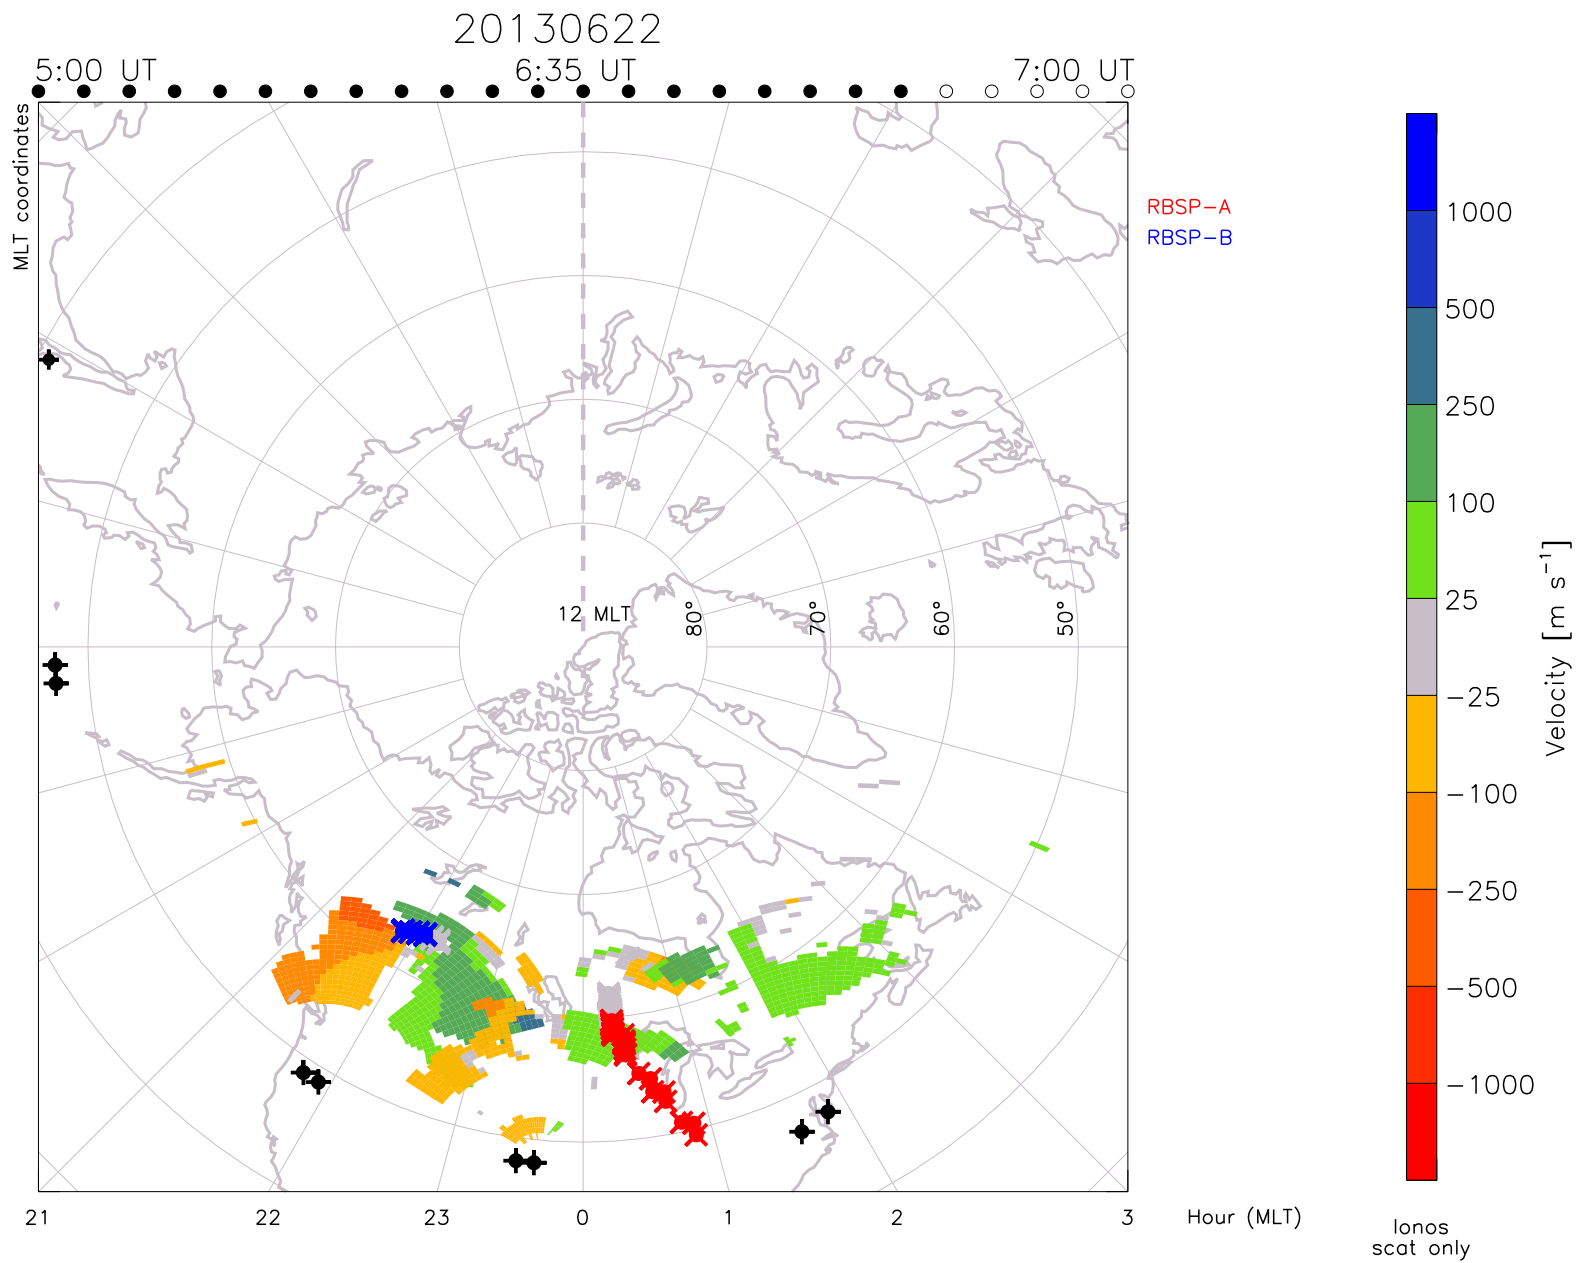 20130622
5:00 UT 6:35 UT 7:00 UT
MLT coordinates
RBSP-A
RBSP-B
12 MLT
80°
70°
60°
50°
21 22 23 0 1 2 3 Hour (MLT)
1000
500
250
100
25
-25
-100
-250
-500
-1000
Velocity [m s⁻¹]
Ionos
scat only